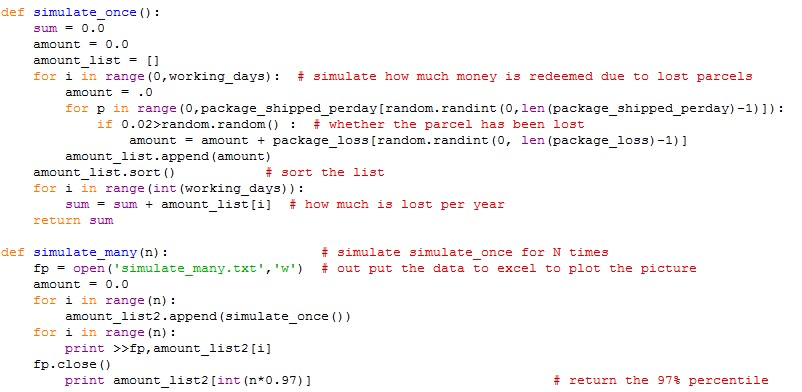 def simulate_once():
    sum = 0.0
    amount = 0.0
    amount_list = []
    for i in range(0,working_days):  # simulate how much money is redeemed due to lost parcels
        amount = .0
        for p in range(0,package_shipped_perday[random.randint(0,len(package_shipped_perday)-1)]):
            if 0.02>random.random() :  # whether the parcel has been lost
                amount = amount + package_loss[random.randint(0, len(package_loss)-1)]
        amount_list.append(amount)
    amount_list.sort()           # sort the list
    for i in range(int(working_days)):
        sum = sum + amount_list[i]  # how much is lost per year
    return sum

def simulate_many(n):                   # simulate simulate_once for N times
    fp = open('simulate_many.txt','w')  # out put the data to excel to plot the picture
    amount = 0.0
    for i in range(n):
        amount_list2.append(simulate_once())
    for i in range(n):
        print >>fp,amount_list2[i]
    fp.close()
        print amount_list2[int(n*0.97)]                              # return the 97% percentile